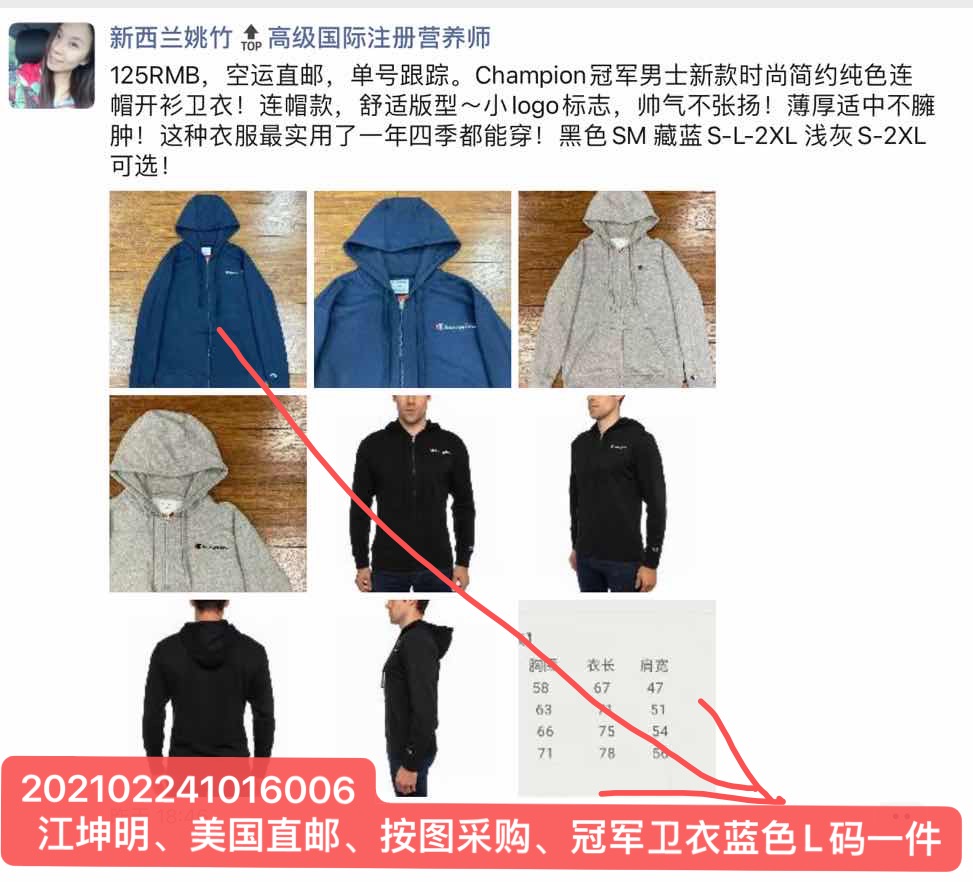 新西兰姚竹 TOP 高级国际注册营养师
125RMB，空运直邮，单号跟踪。Champion冠军男士新款时尚简约纯色连
帽开衫卫衣！连帽款，舒适版型～小logo标志，帅气不张扬！薄厚适中不臃
肿！这种衣服最实用了一年四季都能穿！黑色SM 藏蓝S-L-2XL 浅灰S-2XL
可选！
Champion
胸围 衣长 肩宽
58 67 47
63 71 51
66 75 54
71 78 56
202102241016006
江坤明、美国直邮、按图采购、冠军卫衣蓝色L码一件